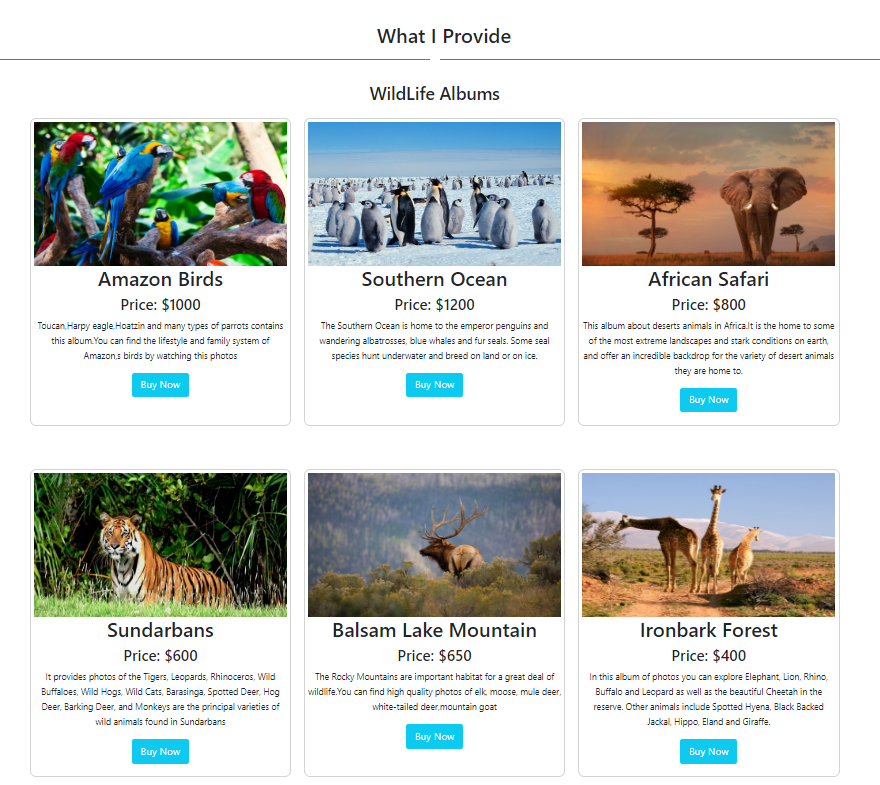 What I Provide
WildLife Albums
Amazon Birds
Price: $1000
Toucan,Harpy eagle,Hoatzin and many types of parrots contains
this album.You can find the lifestyle and family system of
Amazon,s birds by watching this photos
Buy Now
Southern Ocean
Price: $1200
The Southern Ocean is home to the emperor penguins and
wandering albatrosses, blue whales and fur seals. Some seal
species hunt underwater and breed on land or on ice.
Buy Now
African Safari
Price: $800
This album about deserts animals in Africa.It is the home to some
of the most extreme landscapes and stark conditions on earth,
and offer an incredible backdrop for the variety of desert animals
they are home to.
Buy Now
Sundarbans
Price: $600
It provides photos of the Tigers, Leopards, Rhinoceros, Wild
Buffaloes, Wild Hogs, Wild Cats, Barasinga, Spotted Deer, Hog
Deer, Barking Deer, and Monkeys are the principal varieties of
wild animals found in Sundarbans
Buy Now
Balsam Lake Mountain
Price: $650
The Rocky Mountains are important habitat for a great deal of
wildlife.You can find high quality photos of elk, moose, mule deer,
white-tailed deer,mountain goat
Buy Now
Ironbark Forest
Price: $400
In this album of photos you can explore Elephant, Lion, Rhino,
Buffalo and Leopard as well as the beautiful Cheetah in the
reserve. Other animals include Spotted Hyena, Black Backed
Jackal, Hippo, Eland and Giraffe.
Buy Now